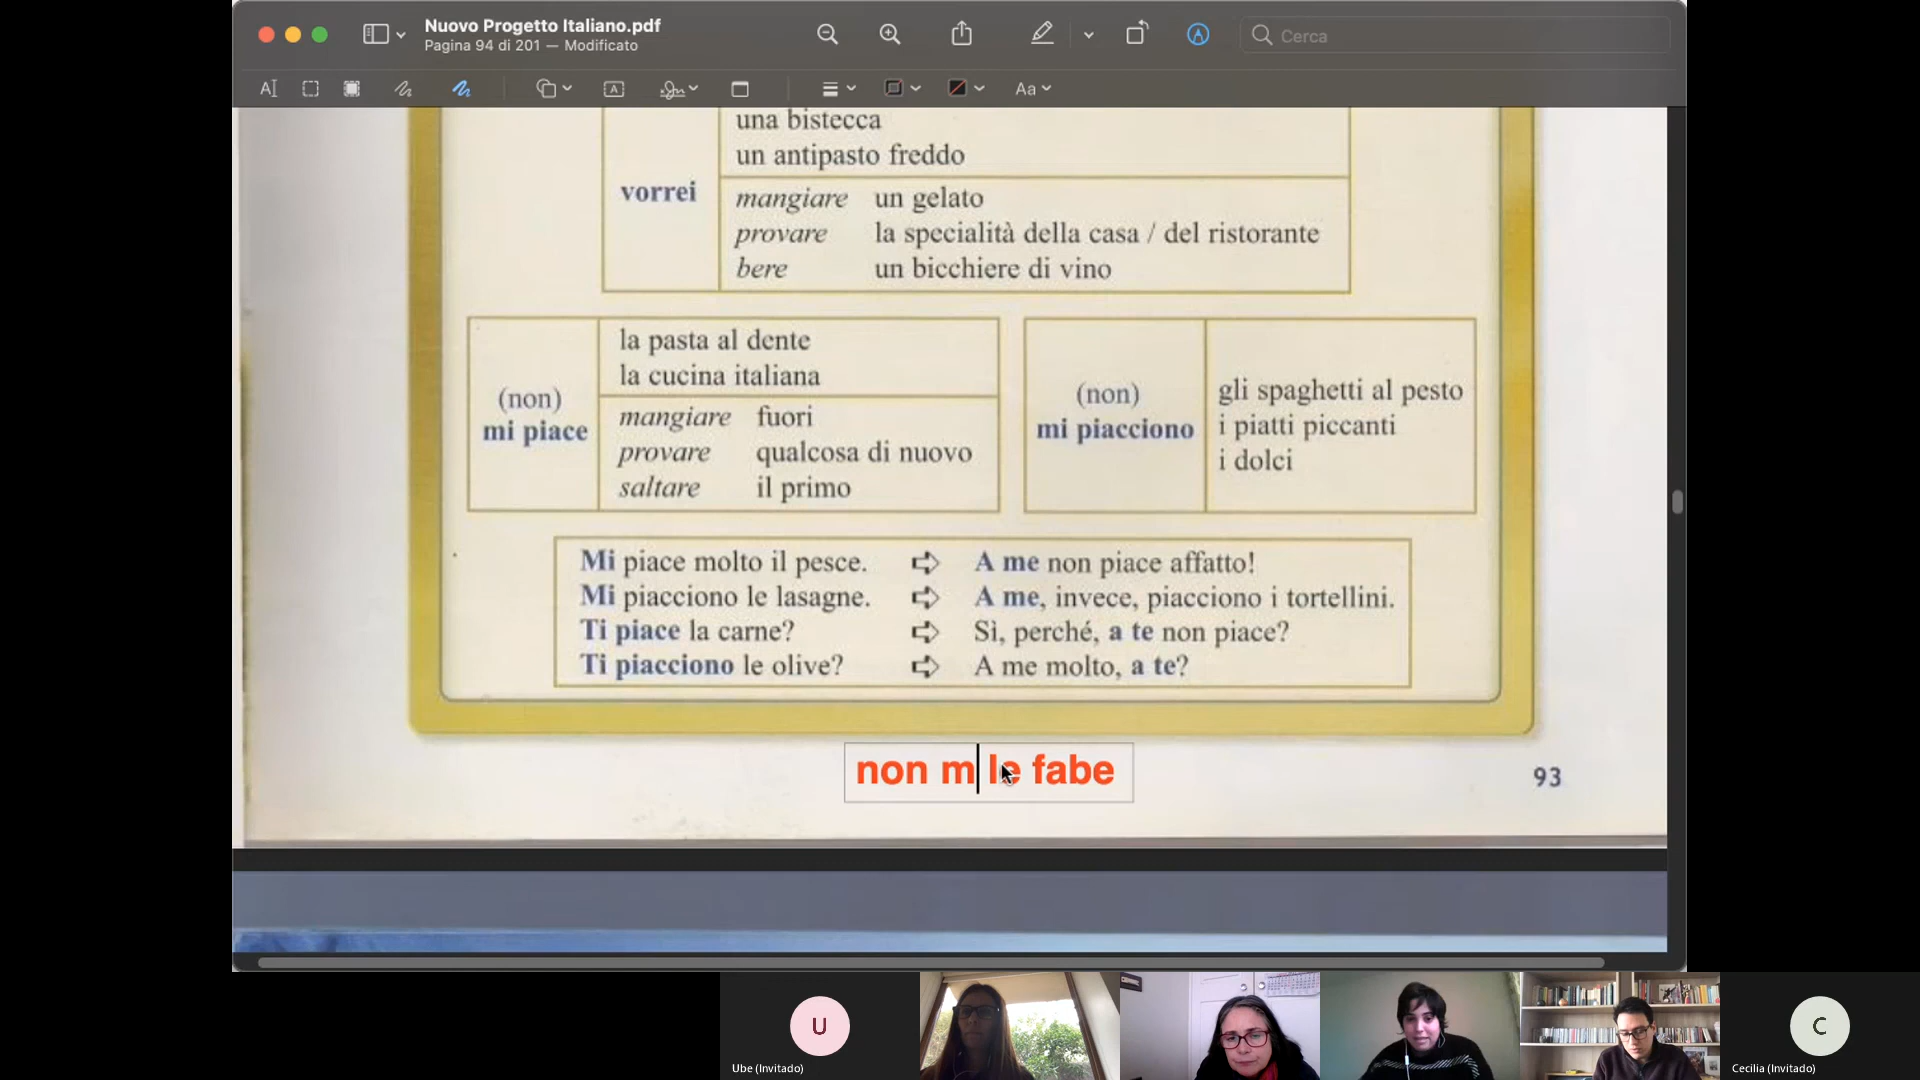 Nuovo Progetto Italiano.pdf
Pagina 94 di 201 — Modificato
Cerca
A
Aa
una bistecca
un antipasto freddo
vorrei
mangiare un gelato
provare la specialità della casa / del ristorante
bere un bicchiere di vino
(non)
mi piace
la pasta al dente
la cucina italiana
mangiare fuori
provare qualcosa di nuovo
saltare il primo
(non)
mi piacciono
gli spaghetti al pesto
i piatti piccanti
i dolci
Mi piace molto il pesce. ➪ A me non piace affatto!
Mi piacciono le lasagne. ➪ A me, invece, piacciono i tortellini.
Ti piace la carne? ➪ Sì, perché, a te non piace?
Ti piacciono le olive? ➪ A me molto, a te?
non m le fabe
93
U
Ube (Invitado)
C
Cecilia (Invitado)